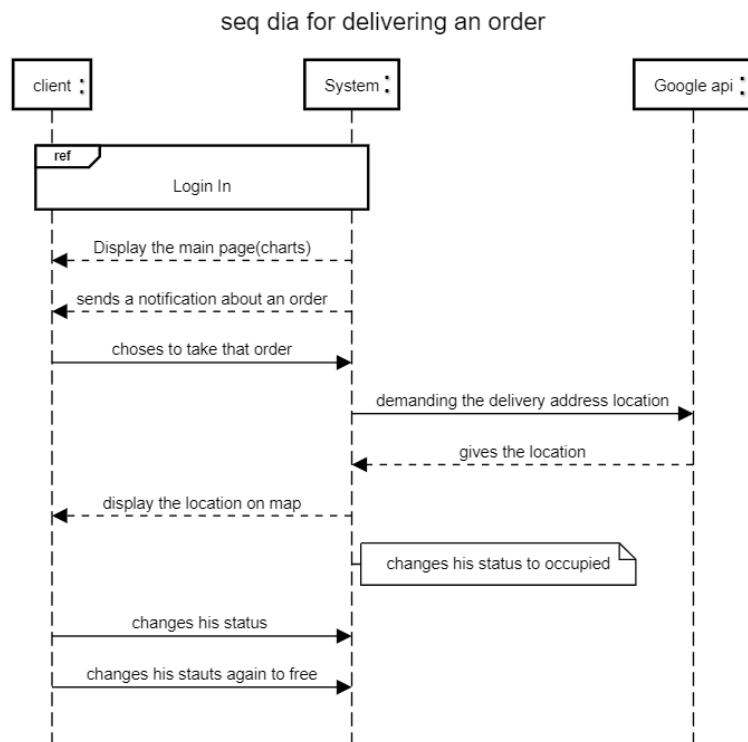 seq dia for delivering an order
client :
System :
Google api :
ref
Login In
Display the main page(charts)
sends a notification about an order
choses to take that order
demanding the delivery address location
gives the location
display the location on map
changes his status to occupied
changes his status
changes his stauts again to free